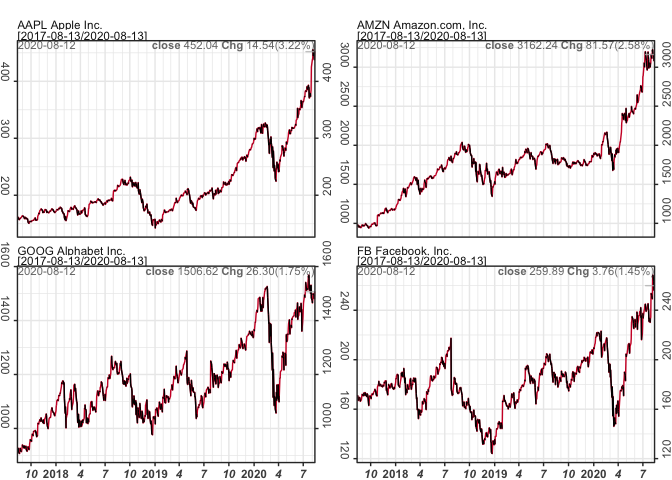 AAPL Apple Inc.
[2017-08-13/2020-08-13]
2020-08-12 close 452.04 Chg 14.54(3.22%)
400 400
300 300
200 200
AMZN Amazon.com, Inc.
[2017-08-13/2020-08-13]
2020-08-12 close 3162.24 Chg 81.57(2.58%)
3000 3000
2500 2500
2000 2000
1500 1500
1000 1000
GOOG Alphabet Inc.
[2017-08-13/2020-08-13]
2020-08-12 close 1506.62 Chg 26.30(1.75%)
1600 1600
1400 1400
1200 1200
1000 1000
10 2018 4 7 10 2019 4 7 10 2020 4 7
FB Facebook. Inc.
[2017-08-13/2020-08-13]
2020-08-12 close 259.89 Chg 3.76(1.45%)
240 240
200 200
160 160
120 120
10 2018 4 7 10 2019 4 7 10 2020 4 7